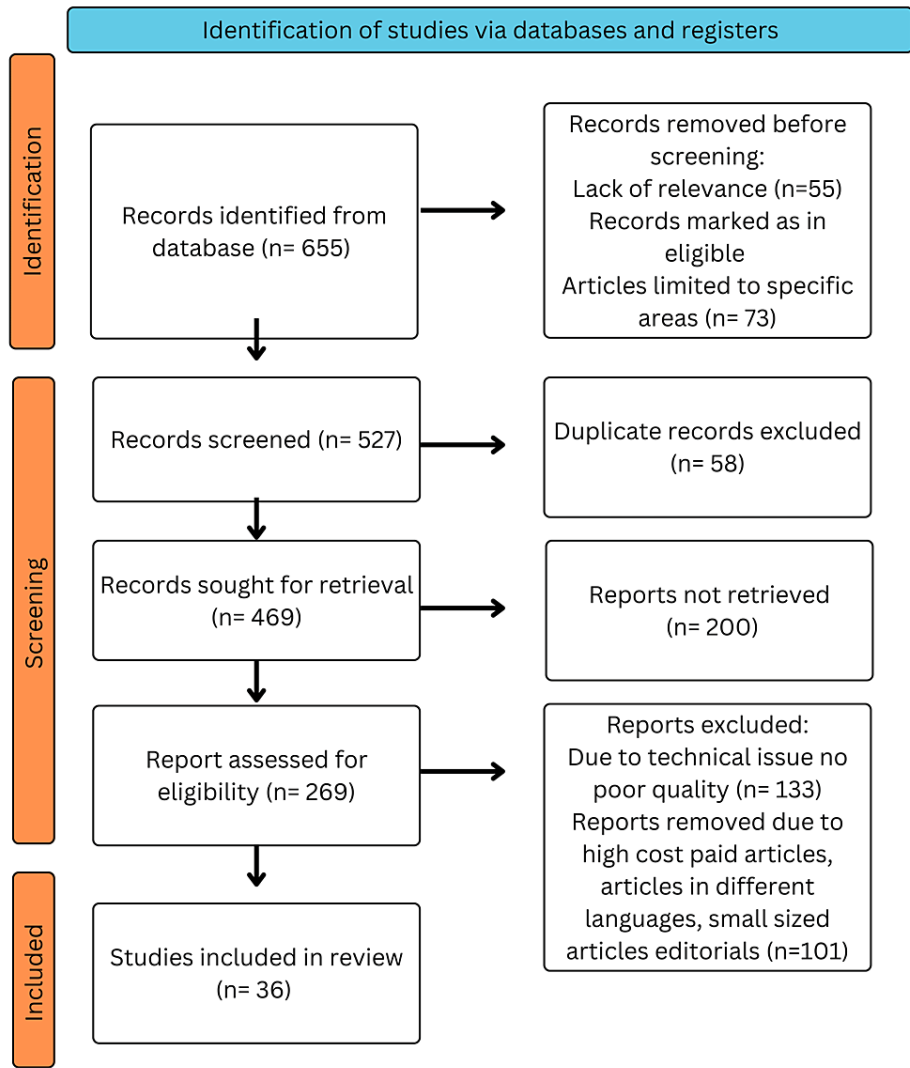 Identification of studies via databases and registers
Identification
Records identified from
database (n= 655)
Records removed before
screening:
Lack of relevance (n=55)
Records marked as in
eligible
Articles limited to specific
areas (n= 73)
Screening
Records screened (n= 527)
Duplicate records excluded
(n= 58)
Records sought for retrieval
(n= 469)
Reports not retrieved
(n= 200)
Report assessed for
eligibility (n= 269)
Reports excluded:
Due to technical issue no
poor quality (n= 133)
Reports removed due to
high cost paid articles,
articles in different
languages, small sized
articles editorials (n=101)
Included
Studies included in review
(n= 36)